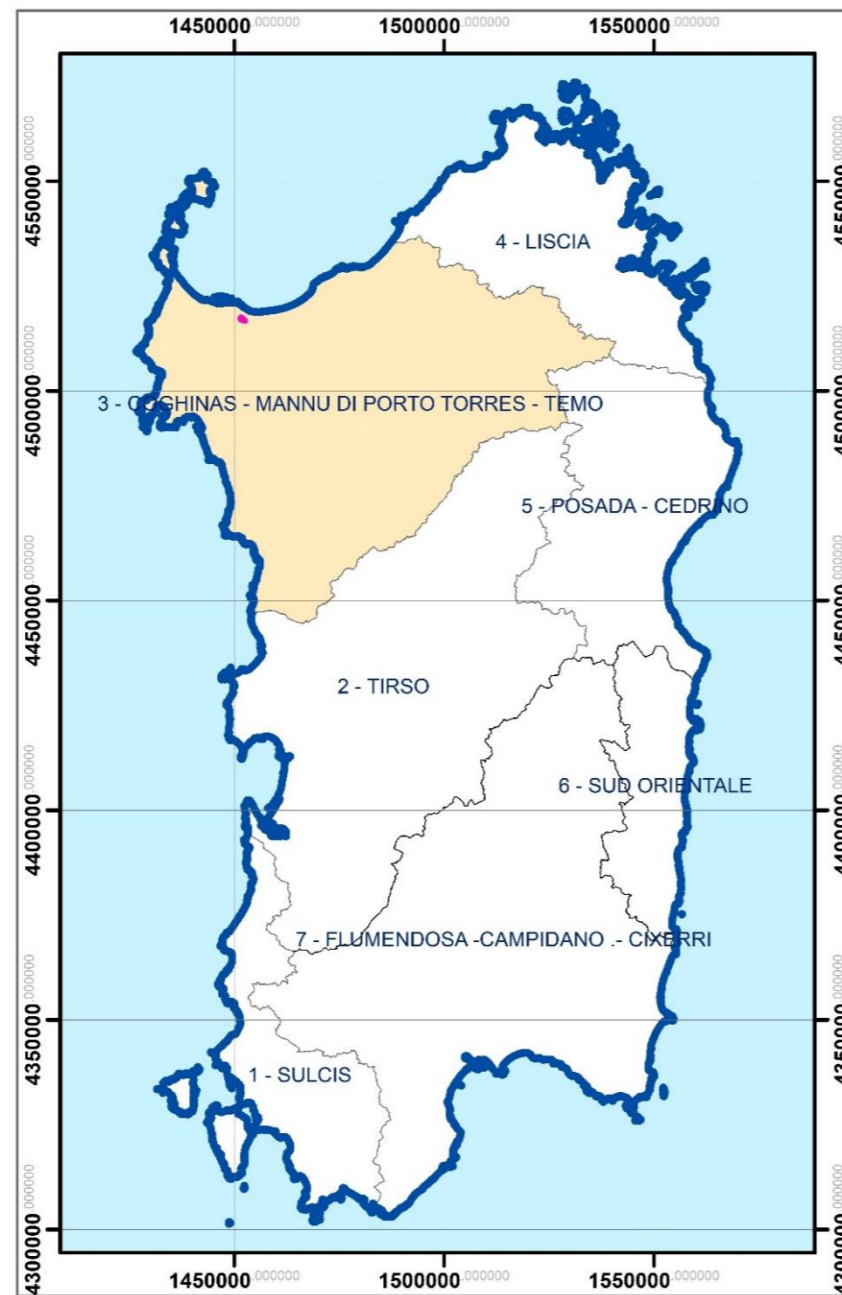 1450000.000000 1500000.000000 1550000.000000
4550000.000000 4550000.000000
4 - LISCIA
4500000.000000 4500000.000000
3 - COGHINAS - MANNU DI PORTO TORRES - TEMO
5 - POSADA - CEDRINO
4450000.000000 4450000.000000
2 - TIRSO
6 - SUD ORIENTALE
4400000.000000 4400000.000000
7 - FLUMENDOSA -CAMPIDANO .- CIXERRI
4350000.000000 4350000.000000
1 - SULCIS
4300000.000000 4300000.000000
1450000.000000 1500000.000000 1550000.000000